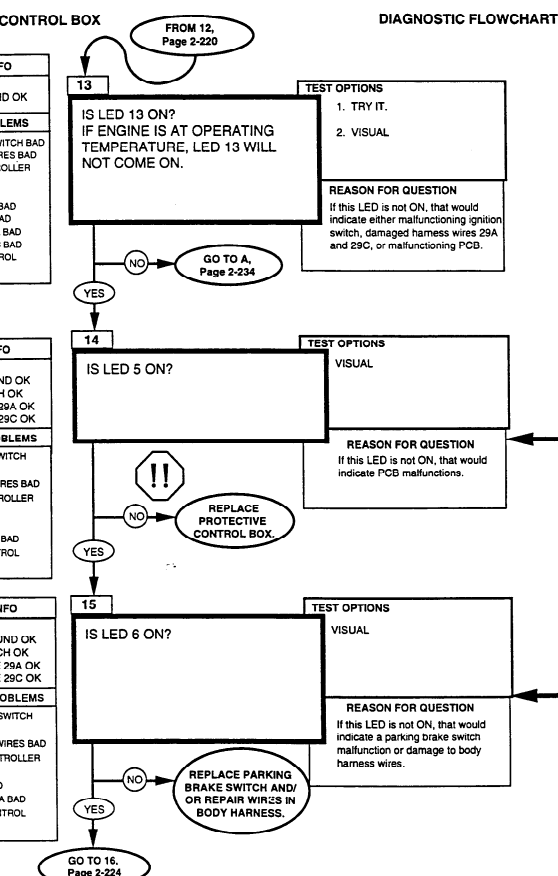 CONTROL BOX
DIAGNOSTIC FLOWCHART
FROM 12,
Page 2-220
FO
ND OK
LEMS
WITCH BAD
RES BAD
OLLER
BAD
AD
BAD
BAD
ROL
13
IS LED 13 ON?
IF ENGINE IS AT OPERATING
TEMPERATURE, LED 13 WILL
NOT COME ON.
TEST OPTIONS
1. TRY IT.
2. VISUAL
REASON FOR QUESTION
If this LED is not ON, that would
indicate either malfunctioning ignition
switch, damaged harness wires 29A
and 29C, or malfunctioning PCB.
NO
GO TO A,
Page 2-234
YES
FO
ND OK
H OK
29A OK
29C OK
OBLEMS
WITCH
RES BAD
ROLLER
BAD
TROL
14
IS LED 5 ON?
TEST OPTIONS
VISUAL
REASON FOR QUESTION
If this LED is not ON, that would
indicate PCB malfunctions.
!!
NO
REPLACE
PROTECTIVE
CONTROL BOX.
YES
NFO
UND OK
CH OK
29A OK
29C OK
OBLEMS
SWITCH
WIRES BAD
TROLLER
D
A BAD
NTROL
15
IS LED 6 ON?
TEST OPTIONS
VISUAL
REASON FOR QUESTION
If this LED is not ON, that would
indicate a parking brake switch
malfunction or damage to body
harness wires.
NO
REPLACE PARKING
BRAKE SWITCH AND/
OR REPAIR WIRES IN
BODY HARNESS.
YES
GO TO 16,
Page 2-224